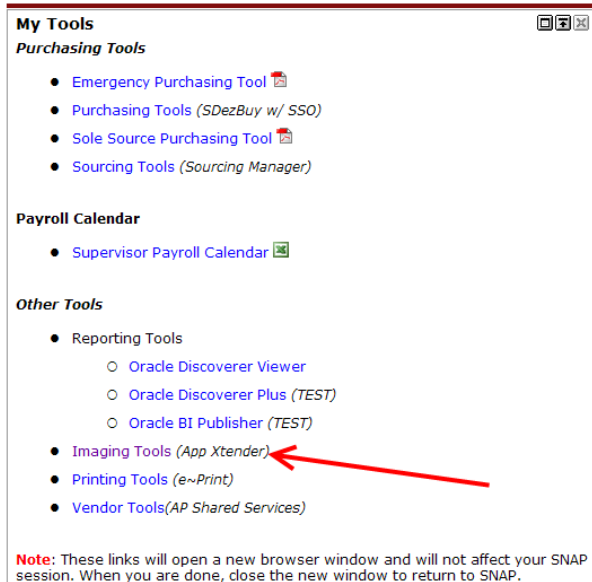 My Tools
Purchasing Tools
Emergency Purchasing Tool
Purchasing Tools (SDezBuy w/ SSO)
Sole Source Purchasing Tool
Sourcing Tools (Sourcing Manager)
Payroll Calendar
Supervisor Payroll Calendar
Other Tools
Reporting Tools
Oracle Discoverer Viewer
Oracle Discoverer Plus (TEST)
Oracle BI Publisher (TEST)
Imaging Tools (App Xtender)
Printing Tools (e~Print)
Vendor Tools(AP Shared Services)
Note: These links will open a new browser window and will not affect your SNAP
session. When you are done, close the new window to return to SNAP.